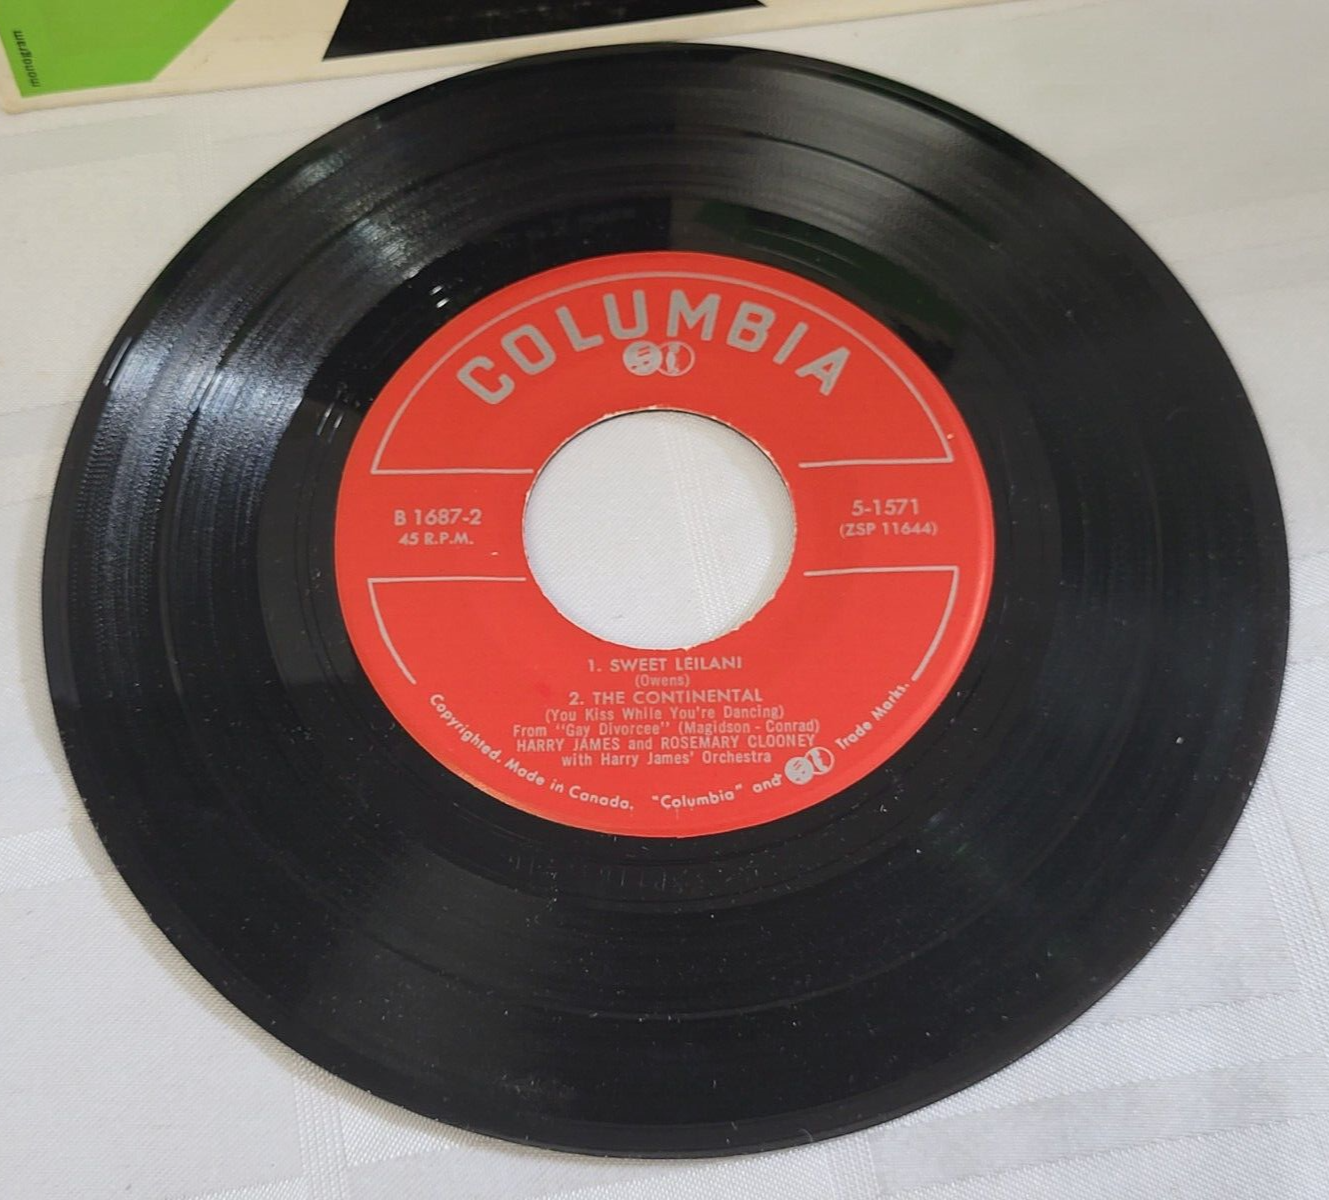 monogram
COLUMBIA
B 1687-2
45 R.P.M.
5-1571
(ZSP 11644)
1. SWEET LEILANI
(Owens)
2. THE CONTINENTAL
(You Kiss While You're Dancing)
From "Gay Divorcee" (Magidson - Conrad)
HARRY JAMES and ROSEMARY CLOONEY
with Harry James' Orchestra
Copyrighted. Made in Canada. "Columbia" and Trade Marks.